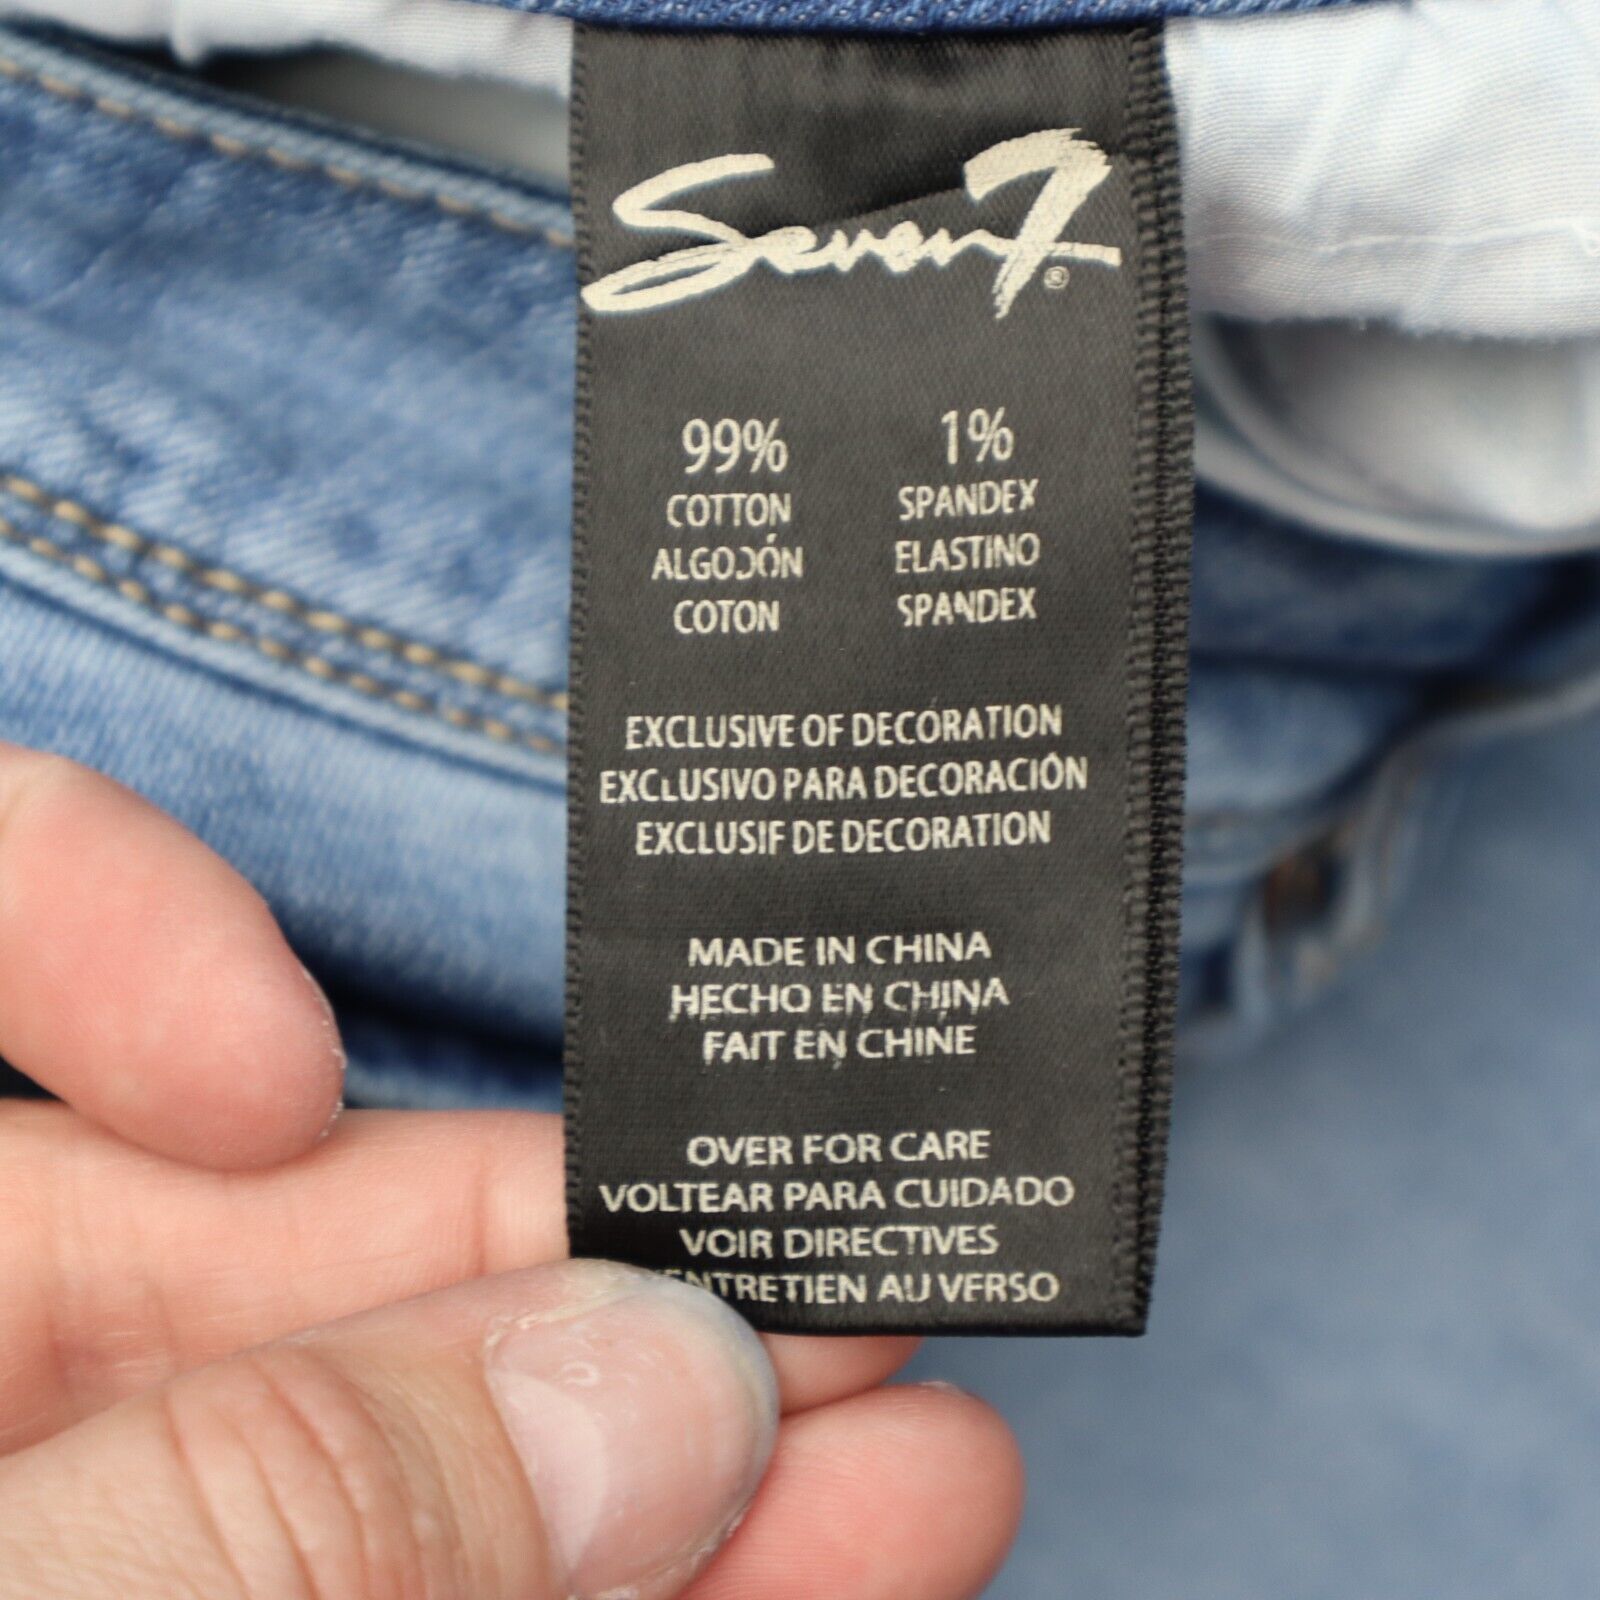 Seven7®
99% 1%
COTTON SPANDEX
ALGODÓN ELASTINO
COTON SPANDEX
EXCLUSIVE OF DECORATION
EXCLUSIVO PARA DECORACIÓN
EXCLUSIF DE DECORATION
MADE IN CHINA
HECHO EN CHINA
FAIT EN CHINE
OVER FOR CARE
VOLTEAR PARA CUIDADO
VOIR DIRECTIVES
AU VERSO